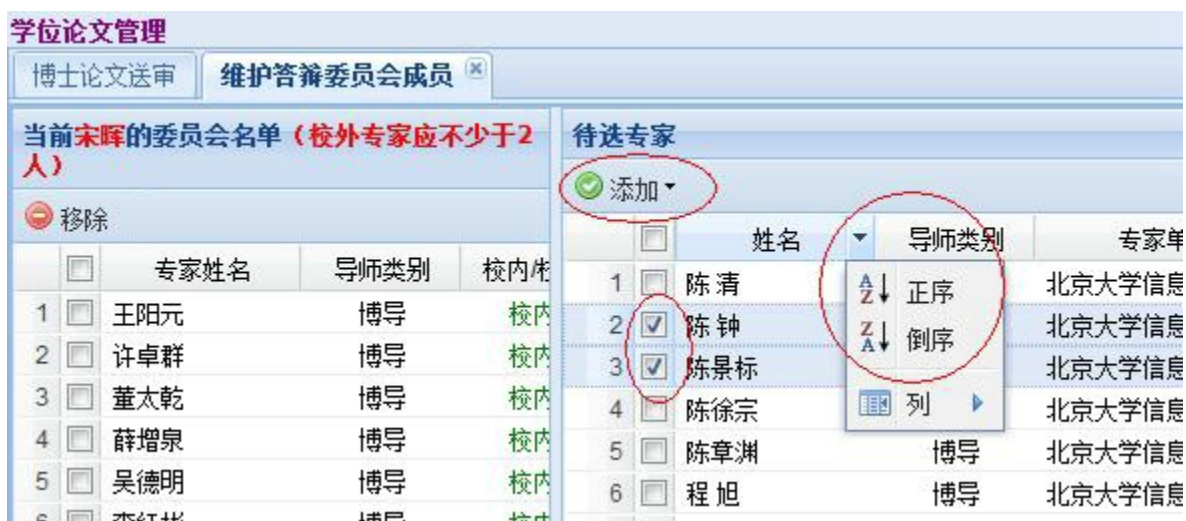 学位论文管理
博士论文送审 维护答辩委员会成员
当前宋晖的委员会名单（校外专家应不少于2
人）
移除
专家姓名 导师类别 校内/
1 王阳元 博导 校内
2 许卓群 博导 校内
3 董太乾 博导 校内
4 薛增泉 博导 校内
5 吴德明 博导 校内
6
待选专家
添加
姓名 导师类别 专家单
1 陈 清 北京大学信息
2 陈 钟 北京大学信息
3 陈景标 北京大学信息
4 陈徐宗 北京大学信息
5 陈章渊 博导 北京大学信息
6 程 旭 博导 北京大学信息
正序
倒序
列